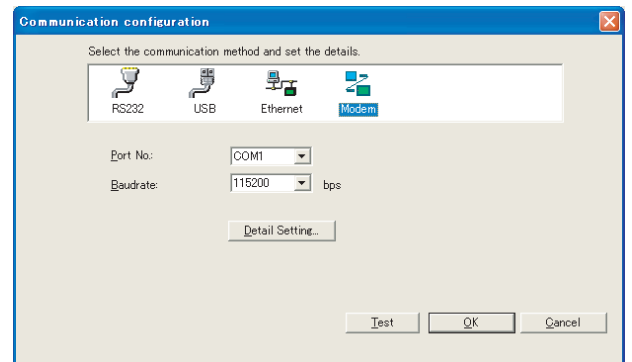 Communication configuration
Select the communication method and set the details.
RS232 USB Ethernet Modem
Port No.: COM1
Baudrate: 115200 bps
Detail Setting...
Test OK Cancel